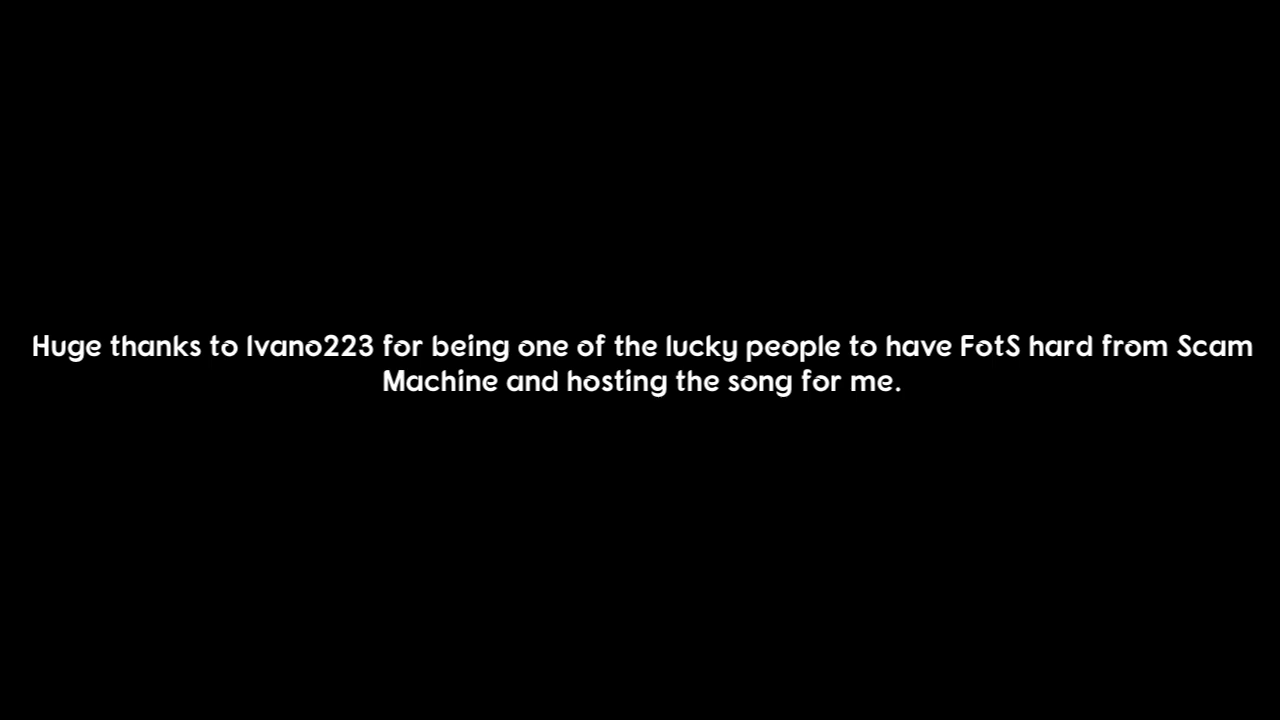 Huge thanks to Ivano223 for being one of the lucky people to have FotS hard from Scam
Machine and hosting the song for me.